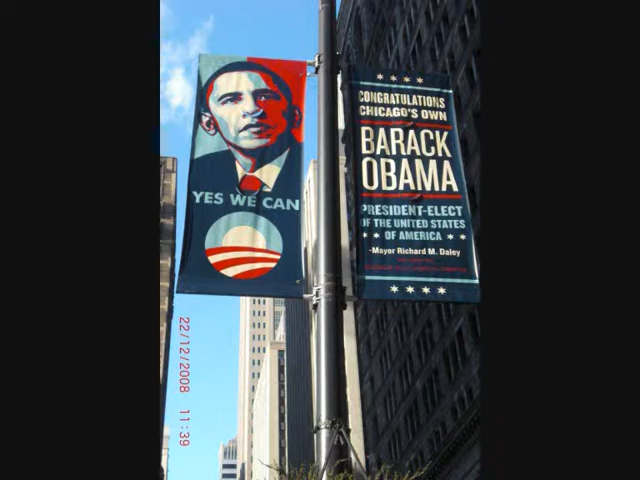 YES WE CAN
CONGRATULATIONS
CHICAGO'S OWN
BARACK
OBAMA
PRESIDENT-ELECT
OF THE UNITED STATES
OF AMERICA
-Mayor Richard M. Daley
22/12/2008 11:39